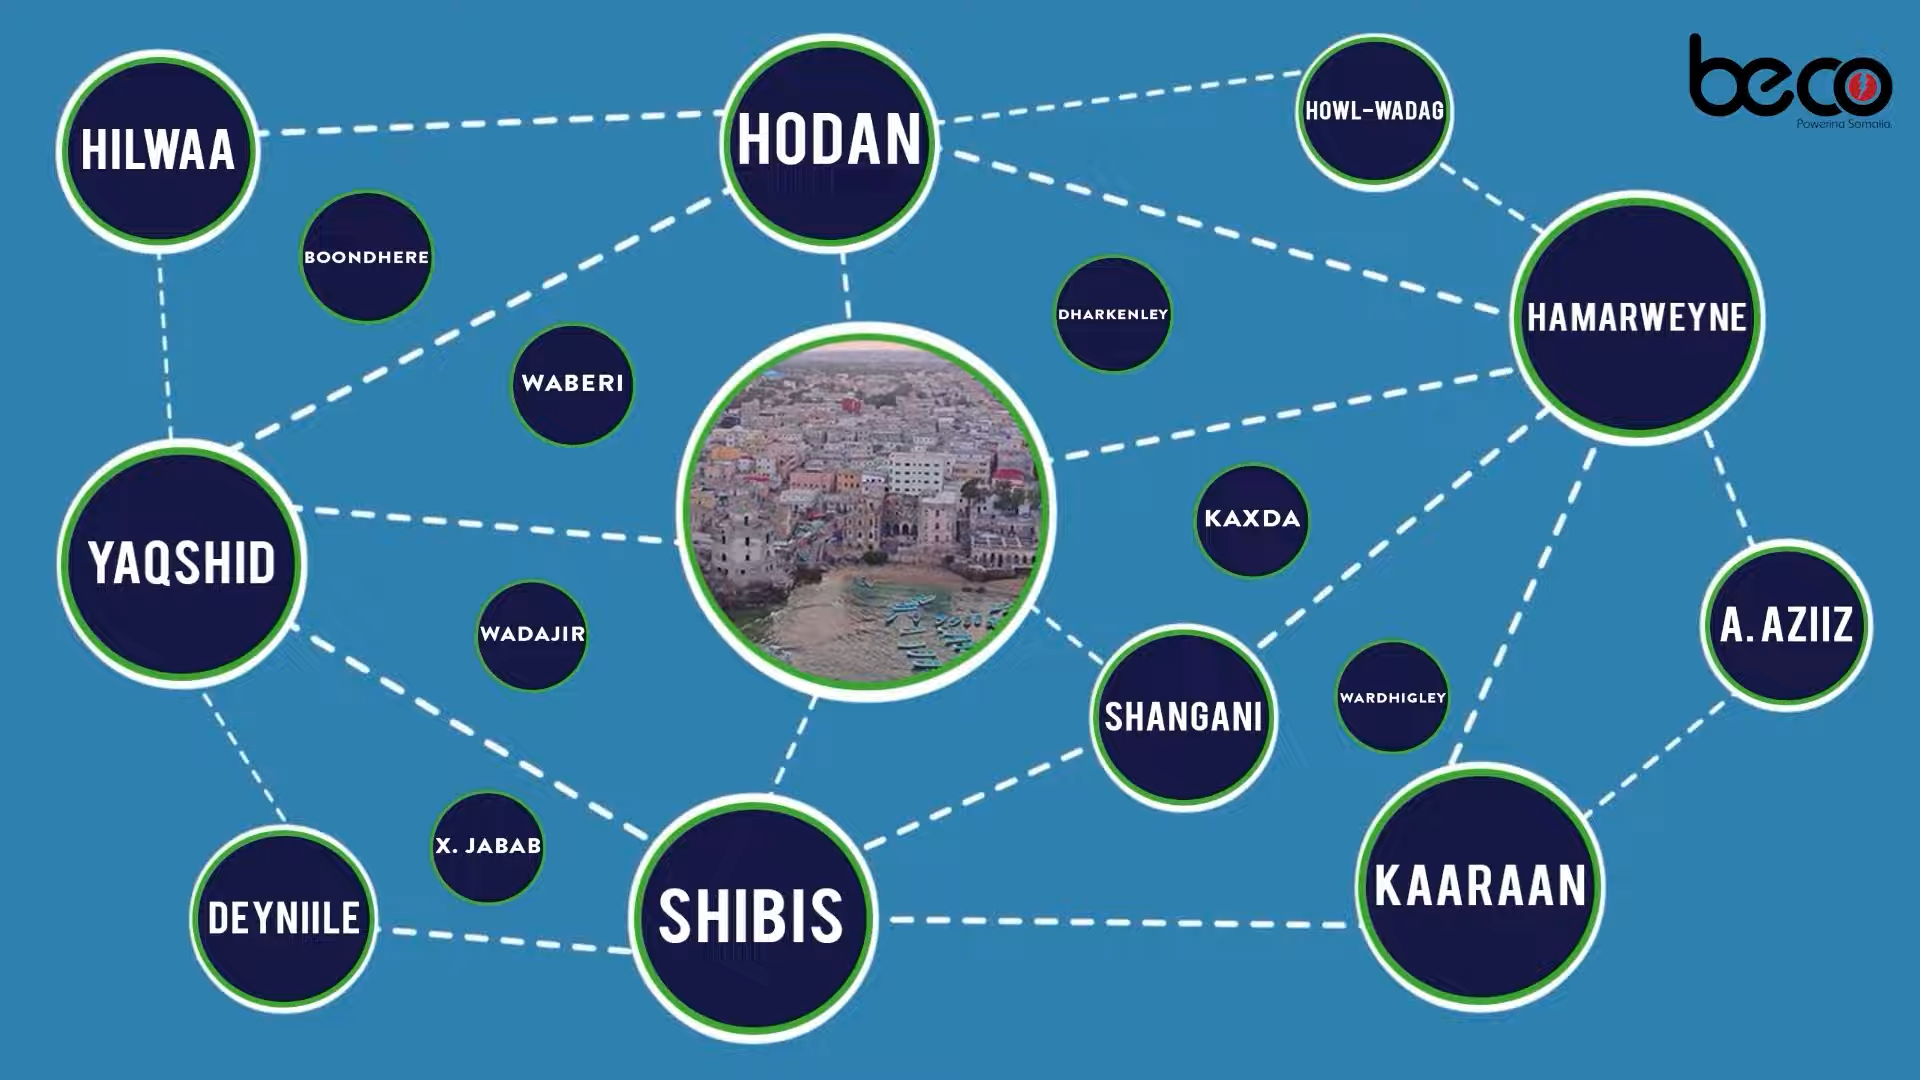 HILWAA
HODAN
HOWL-WADAG
beco
Powering Somalia.
BOONDHERE
DHARKENLEY
HAMARWEYNE
WABERI
YAQSHID
KAXDA
A. AZIIZ
WADAJIR
SHANGANI
WARDHIGLEY
X. JABAB
DEYNIILE
SHIBIS
KAARAAN